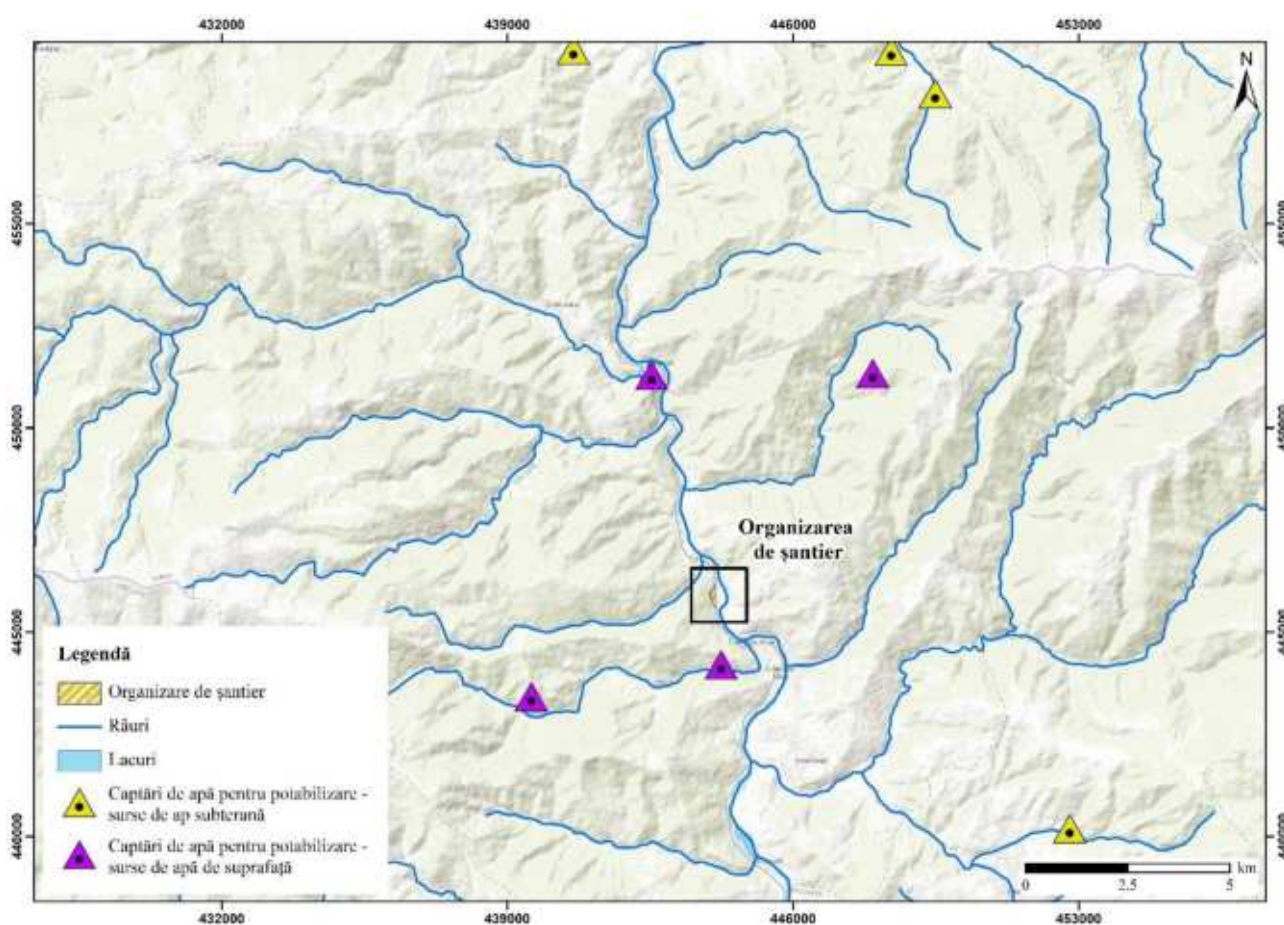 432000 439000 446000 453000
N
455000
450000
Organizarea
de șantier
445000 445000
Legendă
Organizare de șantier
Râuri
Lacuri
Captări de apă pentru potabilizare -
surse de ap subterană
Captări de apă pentru potabilizare -
surse de apă de suprafață
440000
km
0 2.5 5
432000 439000 446000 453000